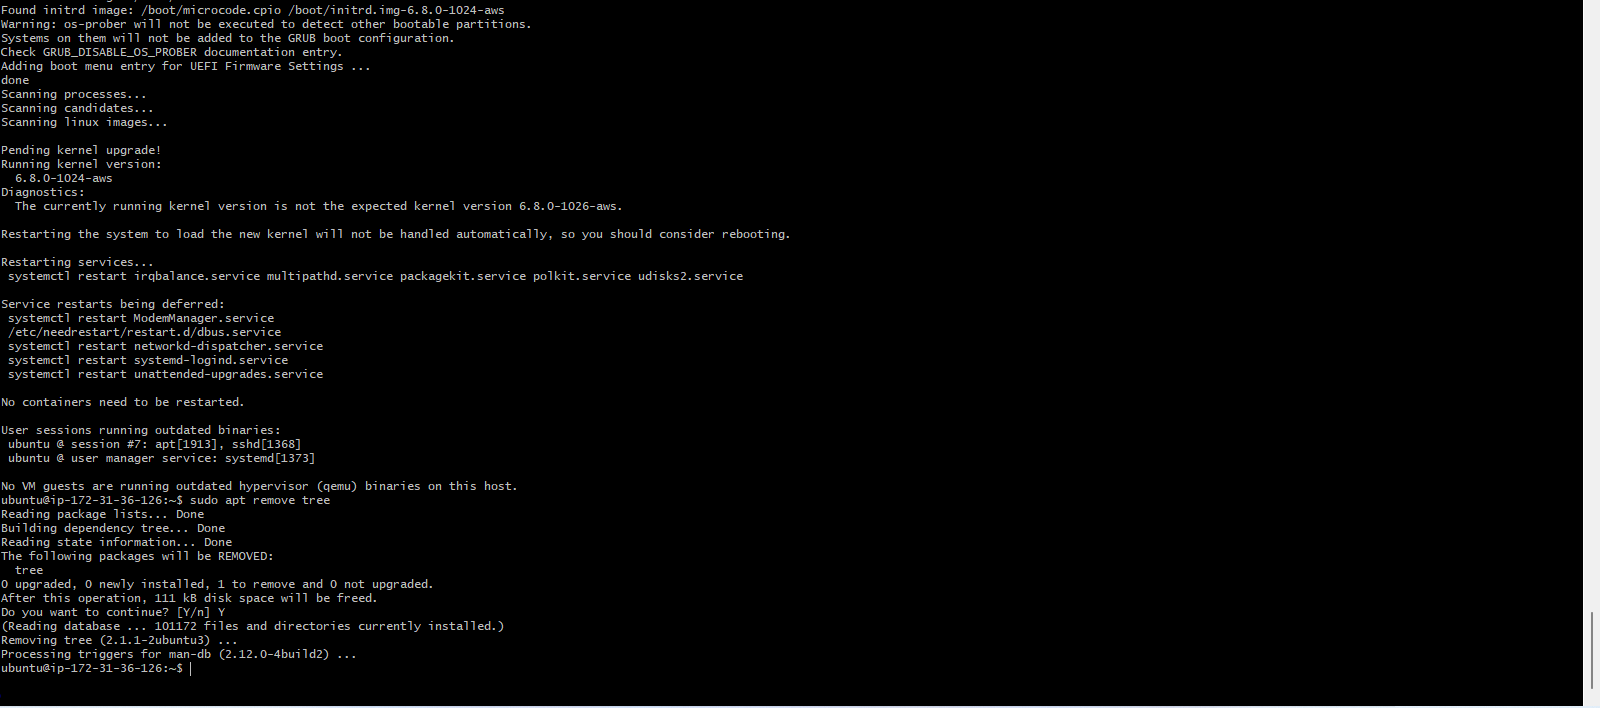 Found initrd image: /boot/microcode.cpio /boot/initrd.img-6.8.0-1024-aws
Warning: os-prober will not be executed to detect other bootable partitions.
Systems on them will not be added to the GRUB boot configuration.
Check GRUB_DISABLE_OS_PROBER documentation entry.
Adding boot menu entry for UEFI Firmware Settings ...
done
Scanning processes...
Scanning candidates...
Scanning linux images...
Pending kernel upgrade!
Running kernel version:
6.8.0-1024-aws
Diagnostics:
The currently running kernel version is not the expected kernel version 6.8.0-1026-aws.
Restarting the system to load the new kernel will not be handled automatically, so you should consider rebooting.
Restarting services...
systemctl restart irqbalance.service multipathd.service packagekit.service polkit.service udisks2.service
Service restarts being deferred:
systemctl restart ModemManager.service
/etc/needrestart/restart.d/dbus.service
systemctl restart networkd-dispatcher.service
systemctl restart systemd-logind.service
systemctl restart unattended-upgrades.service
No containers need to be restarted.
User sessions running outdated binaries:
ubuntu @ session #7: apt[1913], sshd[1368]
ubuntu @ user manager service: systemd[1373]
No VM guests are running outdated hypervisor (qemu) binaries on this host.
ubuntu@ip-172-31-36-126:~$ sudo apt remove tree
Reading package lists... Done
Building dependency tree... Done
Reading state information... Done
The following packages will be REMOVED:
tree
0 upgraded, 0 newly installed, 1 to remove and 0 not upgraded.
After this operation, 111 kB disk space will be freed.
Do you want to continue? [Y/n] Y
(Reading database ... 101172 files and directories currently installed.)
Removing tree (2.1.1-2ubuntu3) ...
Processing triggers for man-db (2.12.0-4build2) ...
ubuntu@ip-172-31-36-126:~$